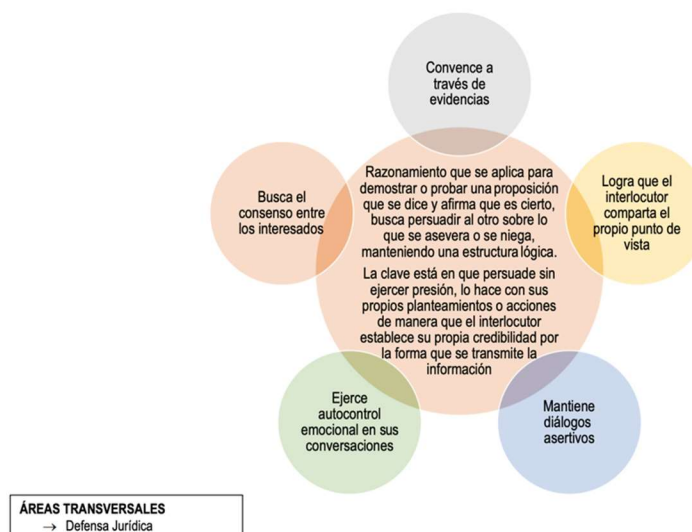 Convence a
través de
evidencias
Busca el
consenso entre
los interesados
Razonamiento que se aplica para
demostrar o probar una proposición
que se dice y afirma que es cierto,
busca persuadir al otro sobre lo
que se asevera o se niega,
manteniendo una estructura lógica.
La clave está en que persuade sin
ejercer presión, lo hace con sus
propios planteamientos o acciones
de manera que el interlocutor
establece su propia credibilidad por
la forma que se transmite la
información
Logra que el
interlocutor
comparta el
propio punto de
vista
Ejerce
autocontrol
emocional en sus
conversaciones
Mantiene
diálogos
asertivos
ÁREAS TRANSVERSALES
→ Defensa Jurídica